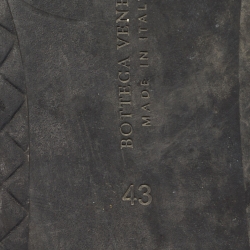 BOTTEGA VENE
MADE IN ITAL
43